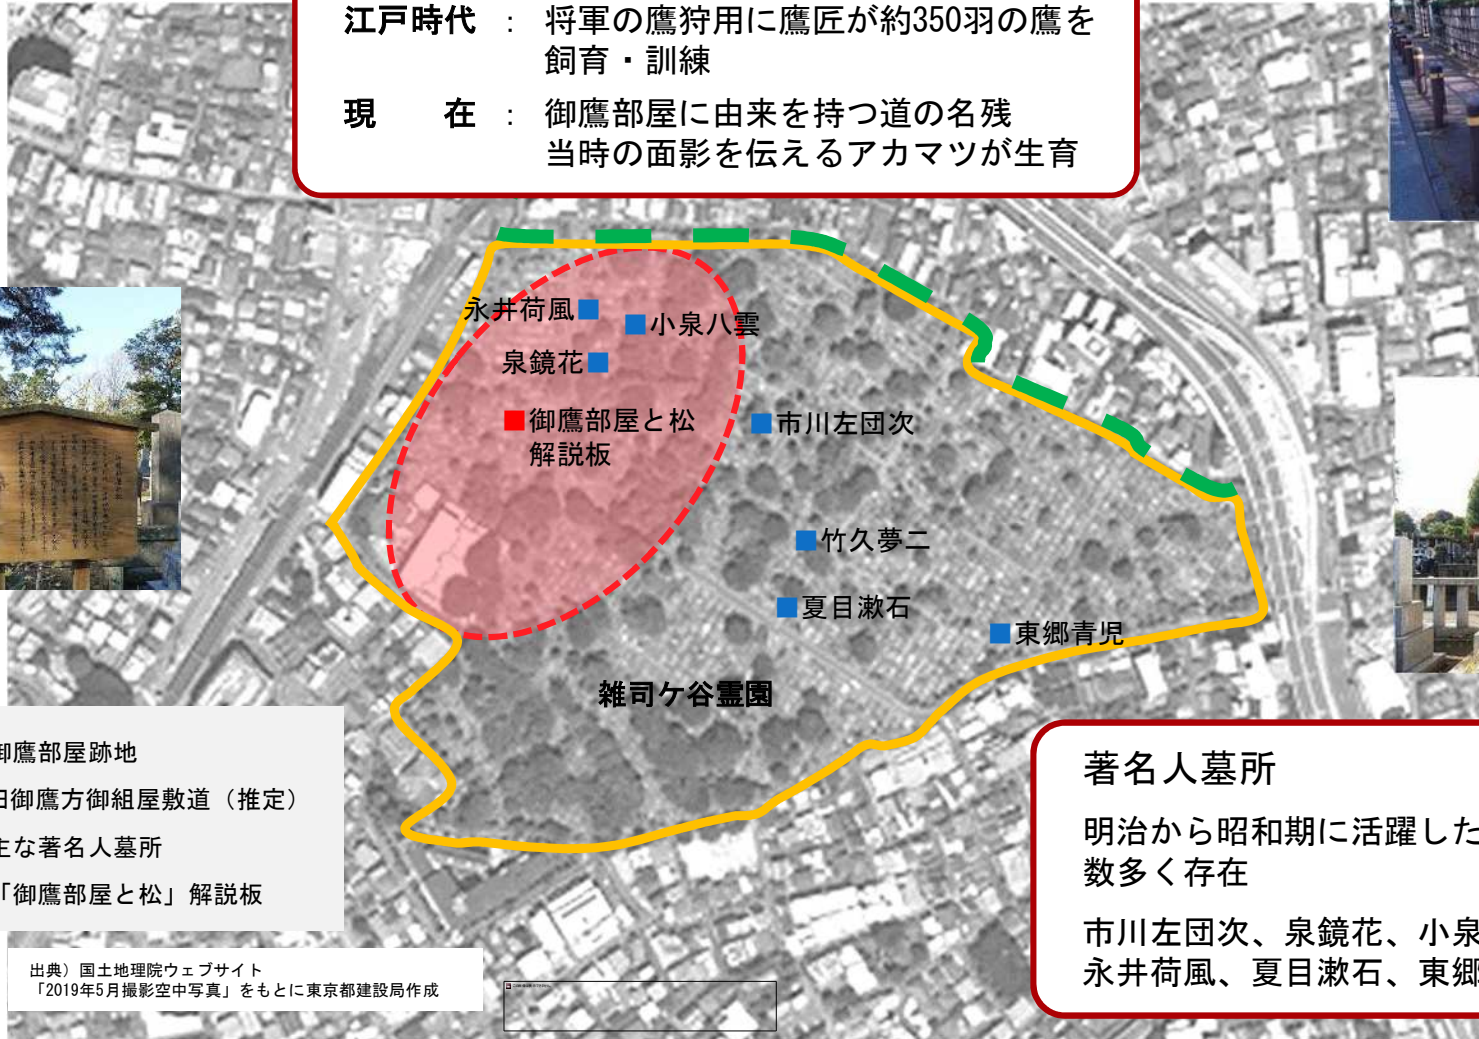 江戸時代 ： 将軍の鷹狩用に鷹匠が約350羽の鷹を
飼育・訓練
現　　在 ： 御鷹部屋に由来を持つ道の名残
当時の面影を伝えるアカマツが生育
永井荷風
小泉八雲
泉鏡花
御鷹部屋と松
解説板
市川左団次
竹久夢二
夏目漱石
東郷青児
雑司ケ谷霊園
御鷹部屋跡地
旧御鷹方御組屋敷道（推定）
主な著名人墓所
「御鷹部屋と松」解説板
出典）国土地理院ウェブサイト
「2019年5月撮影空中写真」をもとに東京都建設局作成
著名人墓所
明治から昭和期に活躍した
数多く存在
市川左団次、泉鏡花、小泉
永井荷風、夏目漱石、東郷